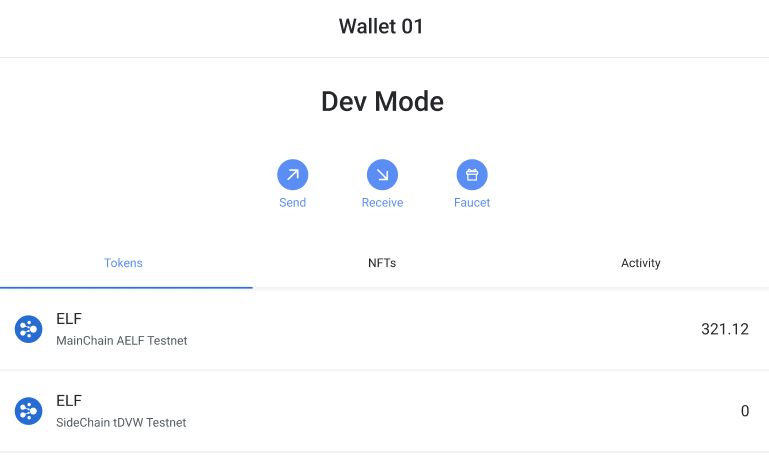 Wallet 01
Dev Mode
Send Receive Faucet
Tokens NFTs Activity
ELF
MainChain AELF Testnet
321.12
ELF
SideChain tDVW Testnet
0